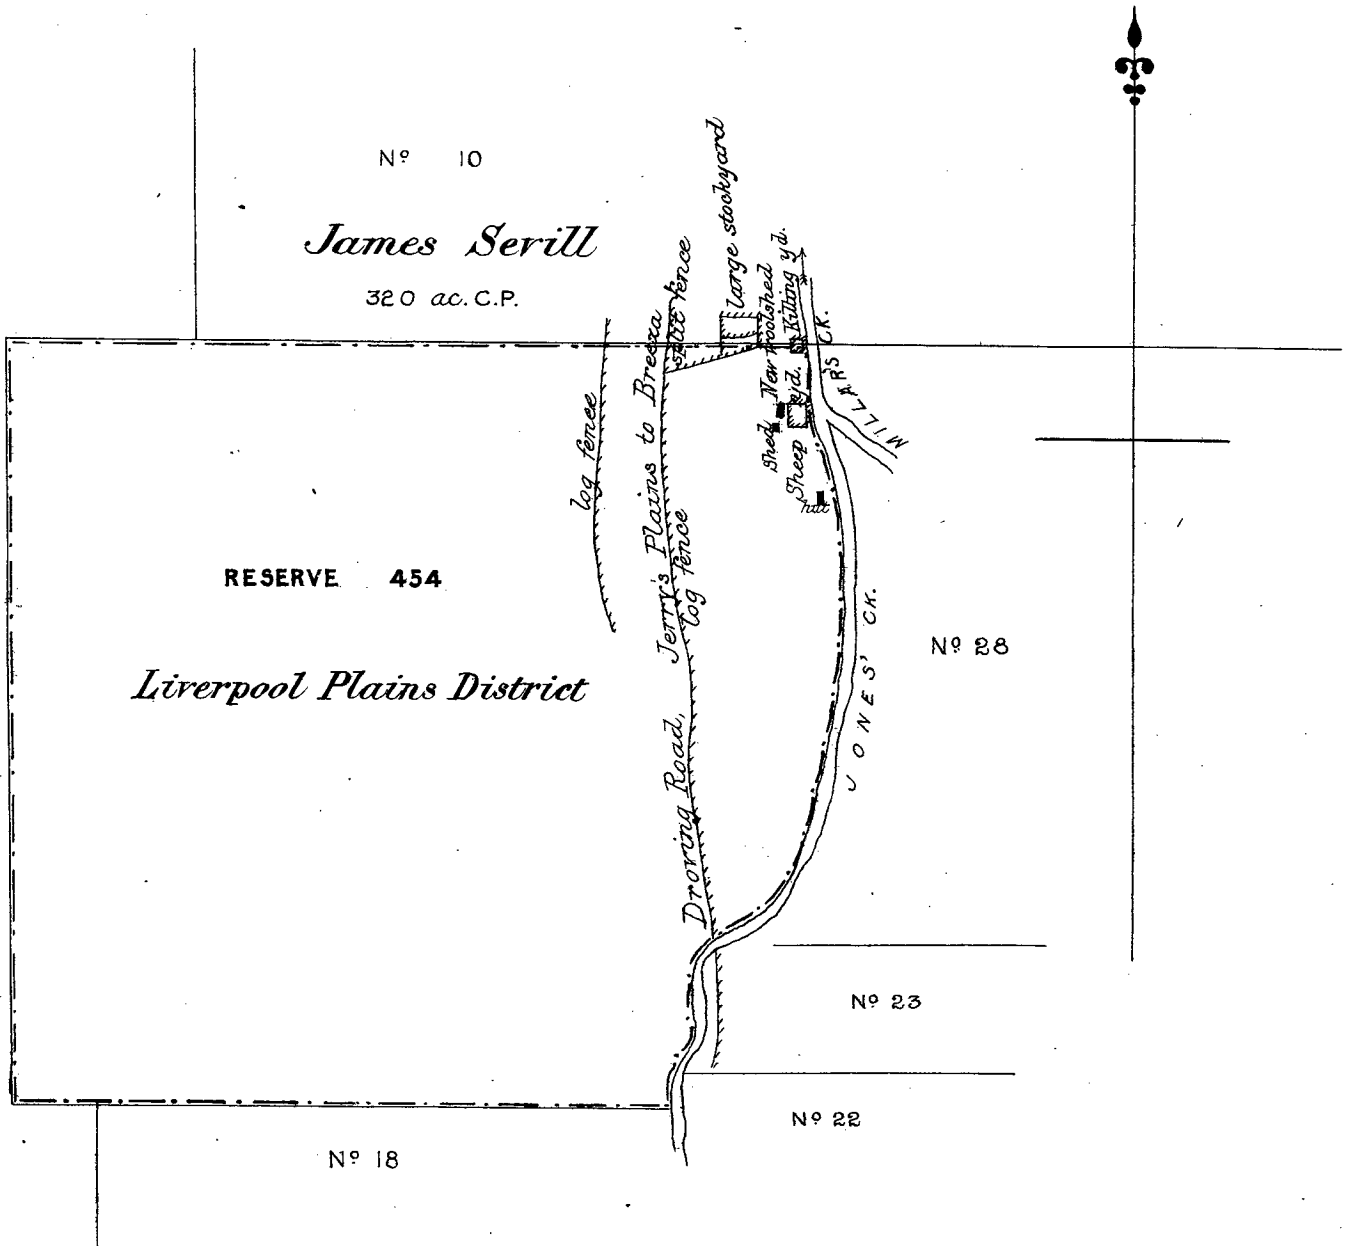 Nº 10
James Sevill
320 ac. C.P.
large stockyard
split fence
New woolshed
Killing yd.
MILLAR'S CK.
Shed
Sheep yd.
hut
log fence
Droving Road, Jerry's Plains to Breeza
log fence
RESERVE 454
Liverpool Plains District
JONES' CK.
Nº 28
Nº 23
Nº 22
Nº 18